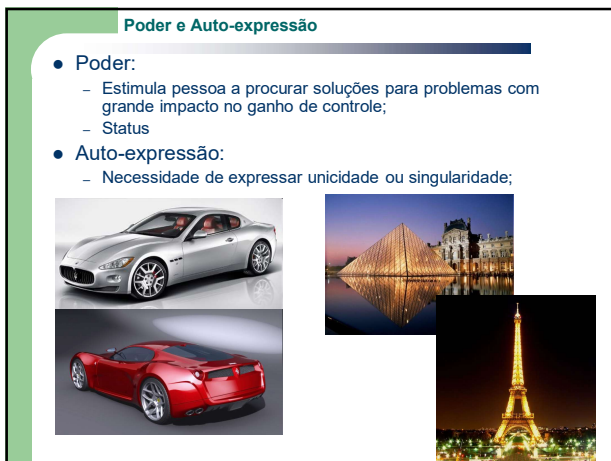 Poder e Auto-expressão
● Poder:
– Estimula pessoa a procurar soluções para problemas com
grande impacto no ganho de controle;
– Status
● Auto-expressão:
– Necessidade de expressar unicidade ou singularidade;